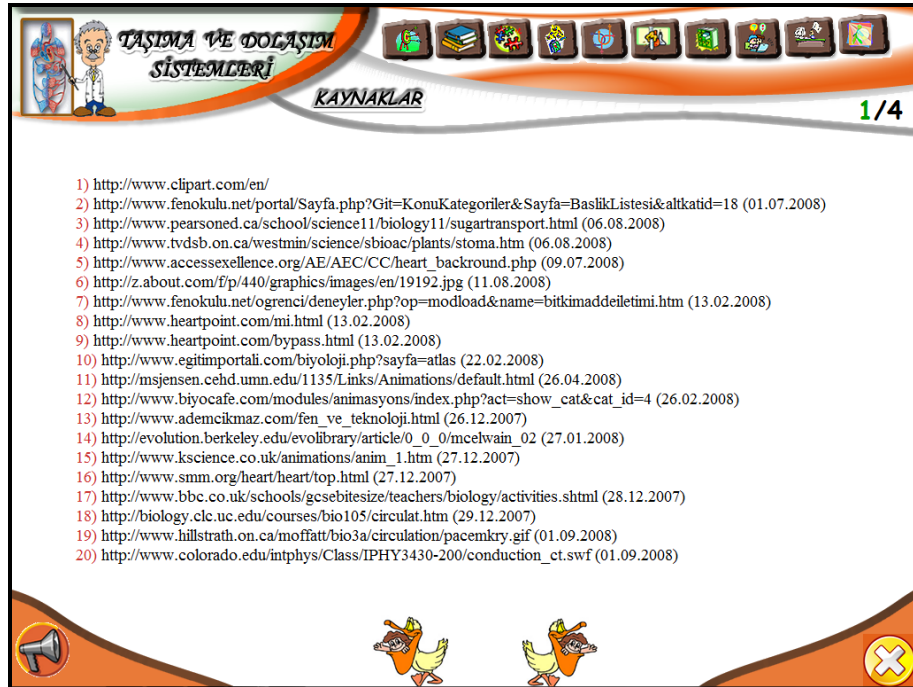 TAŞIMA VE DOLAŞIM
SİSTEMLERİ
KAYNAKLAR
1/4
1) http://www.clipart.com/en/
2) http://www.fenokulu.net/portal/Sayfa.php?Git=KonuKategoriler&Sayfa=BaslikListesi&altkatid=18 (01.07.2008)
3) http://www.pearsoned.ca/school/science11/biology11/sugartransport.html (06.08.2008)
4) http://www.tvdsb.on.ca/westmin/science/sbioac/plants/stoma.htm (06.08.2008)
5) http://www.accessexellence.org/AE/AEC/CC/heart_backround.php (09.07.2008)
6) http://z.about.com/f/p/440/graphics/images/en/19192.jpg (11.08.2008)
7) http://www.fenokulu.net/ogrenci/deneyler.php?op=modload&name=bitkimaddeiletimi.htm (13.02.2008)
8) http://www.heartpoint.com/mi.html (13.02.2008)
9) http://www.heartpoint.com/bypass.html (13.02.2008)
10) http://www.egitimportali.com/biyoloji.php?sayfa=atlas (22.02.2008)
11) http://msjensen.cehd.umn.edu/1135/Links/Animations/default.html (26.04.2008)
12) http://www.biyocafe.com/modules/animasyons/index.php?act=show_cat&cat_id=4 (26.02.2008)
13) http://www.ademcikmaz.com/fen_ve_teknoloji.html (26.12.2007)
14) http://evolution.berkeley.edu/evolibrary/article/0_0_0/mcelwain_02 (27.01.2008)
15) http://www.kscience.co.uk/animations/anim_1.htm (27.12.2007)
16) http://www.smm.org/heart/heart/top.html (27.12.2007)
17) http://www.bbc.co.uk/schools/gcsebitesize/teachers/biology/activities.shtml (28.12.2007)
18) http://biology.clc.uc.edu/courses/bio105/circulat.htm (29.12.2007)
19) http://www.hillstrath.on.ca/moffatt/bio3a/circulation/pacemkry.gif (01.09.2008)
20) http://www.colorado.edu/intphys/Class/IPHY3430-200/conduction_ct.swf (01.09.2008)